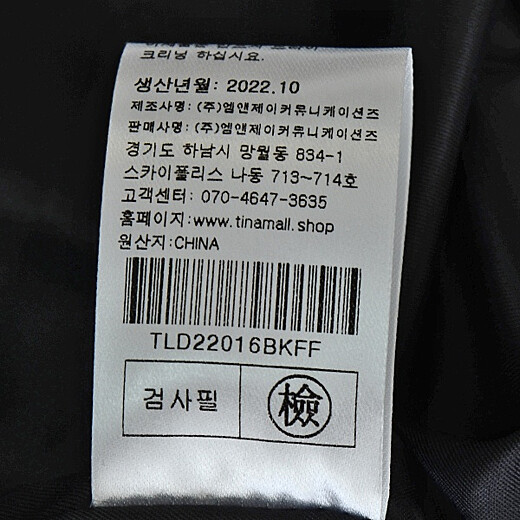 크리닝 하십시요.
생산년월: 2022.10
제조사명: (주)엠앤제이커뮤니케이션즈
판매사명: (주)엠앤제이커뮤니케이션즈
경기도 하남시 망월동 834-1
스카이폴리스 나동 713~714호
고객센터: 070-4647-3635
홈페이지:www.tinamall.shop
원산지:CHINA
TLD22016BKFF
검사필 檢